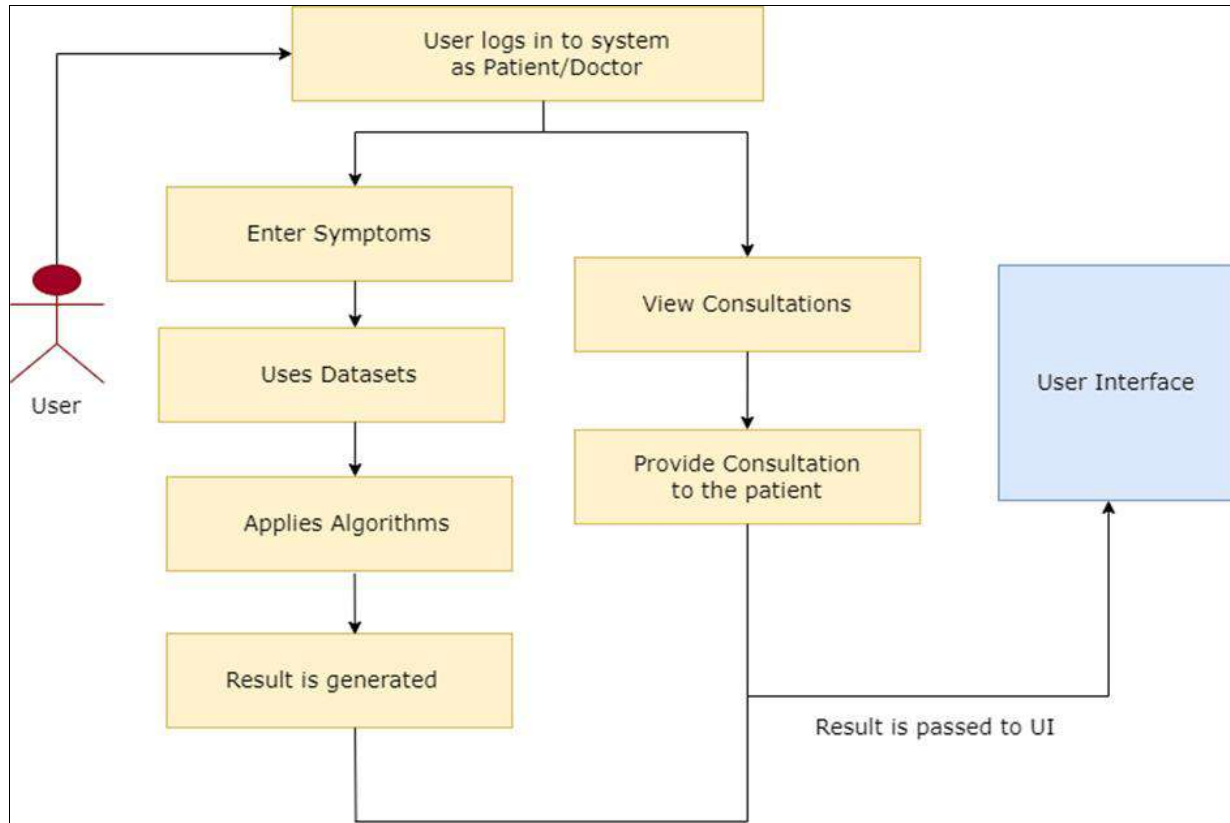 User logs in to system
as Patient/Doctor
Enter Symptoms
View Consultations
Uses Datasets
User Interface
User
Provide Consultation
to the patient
Applies Algorithms
Result is generated
Result is passed to UI